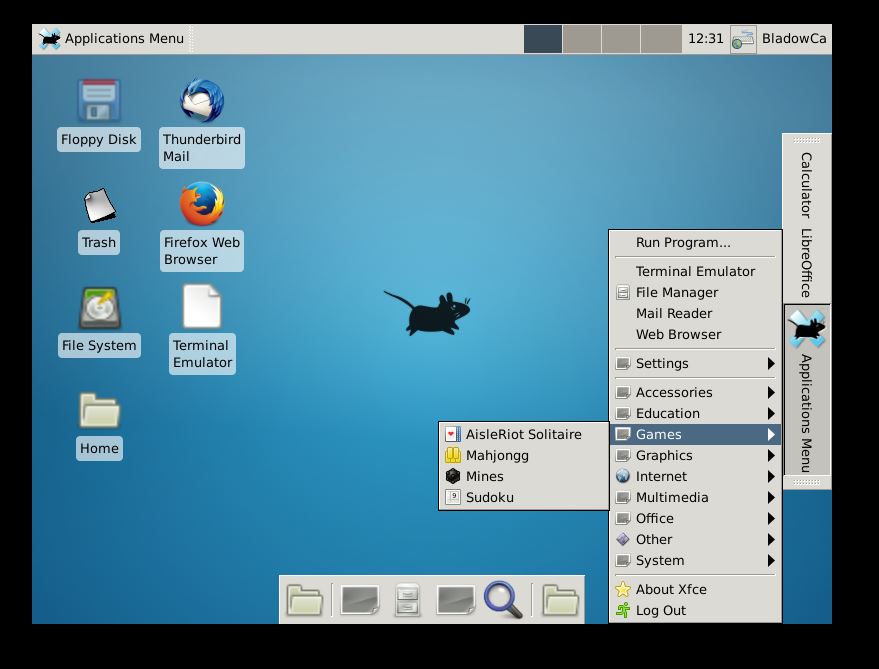 Applications Menu
12:31
BladowCa
Floppy Disk
Thunderbird
Mail
Trash
Firefox Web
Browser
File System
Terminal
Emulator
Home
Calculator
LibreOffice
Applications Menu
Run Program...
Terminal Emulator
File Manager
Mail Reader
Web Browser
Settings
Accessories
Education
Games
Graphics
Internet
Multimedia
Office
Other
System
About Xfce
Log Out
AisleRiot Solitaire
Mahjongg
Mines
9
Sudoku